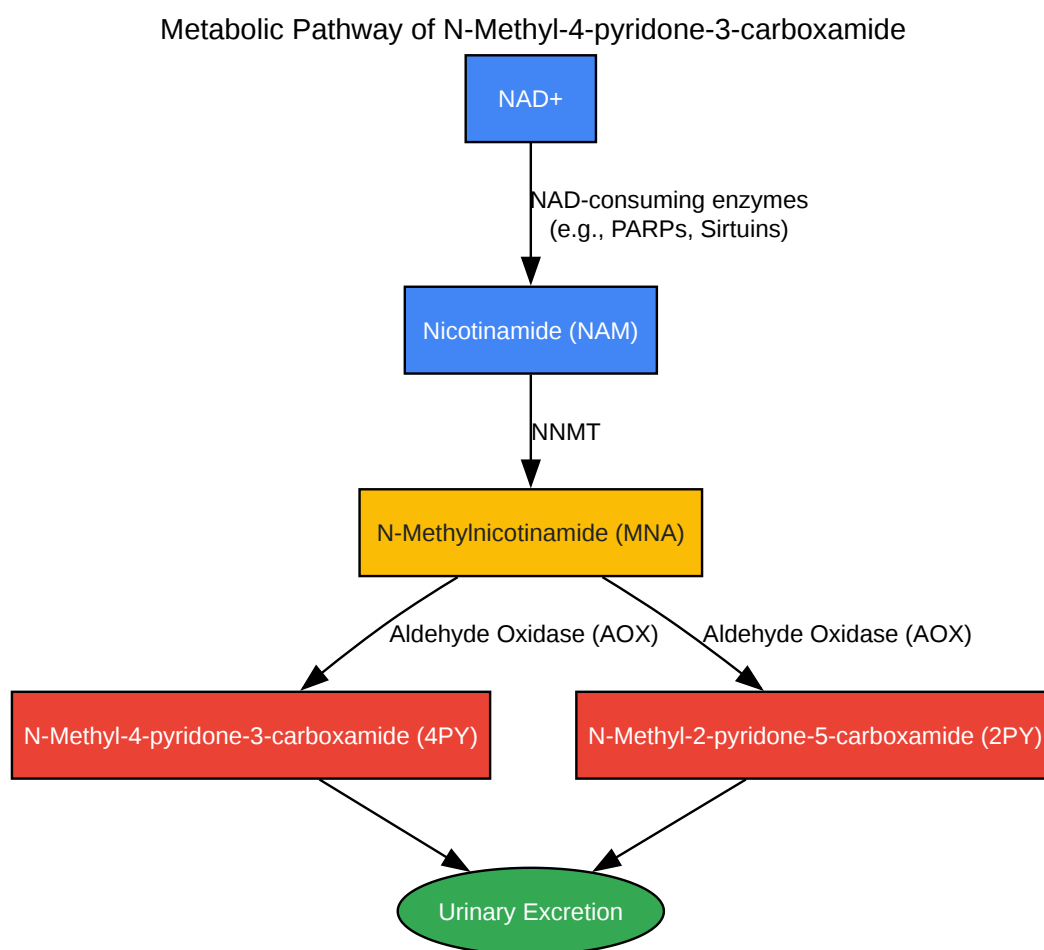 Metabolic Pathway of N-Methyl-4-pyridone-3-carboxamide
NAD+
NAD-consuming enzymes
(e.g., PARPs, Sirtuins)
Nicotinamide (NAM)
NNMT
N-Methylnicotinamide (MNA)
Aldehyde Oxidase (AOX)
Aldehyde Oxidase (AOX)
N-Methyl-4-pyridone-3-carboxamide (4PY)
N-Methyl-2-pyridone-5-carboxamide (2PY)
Urinary Excretion